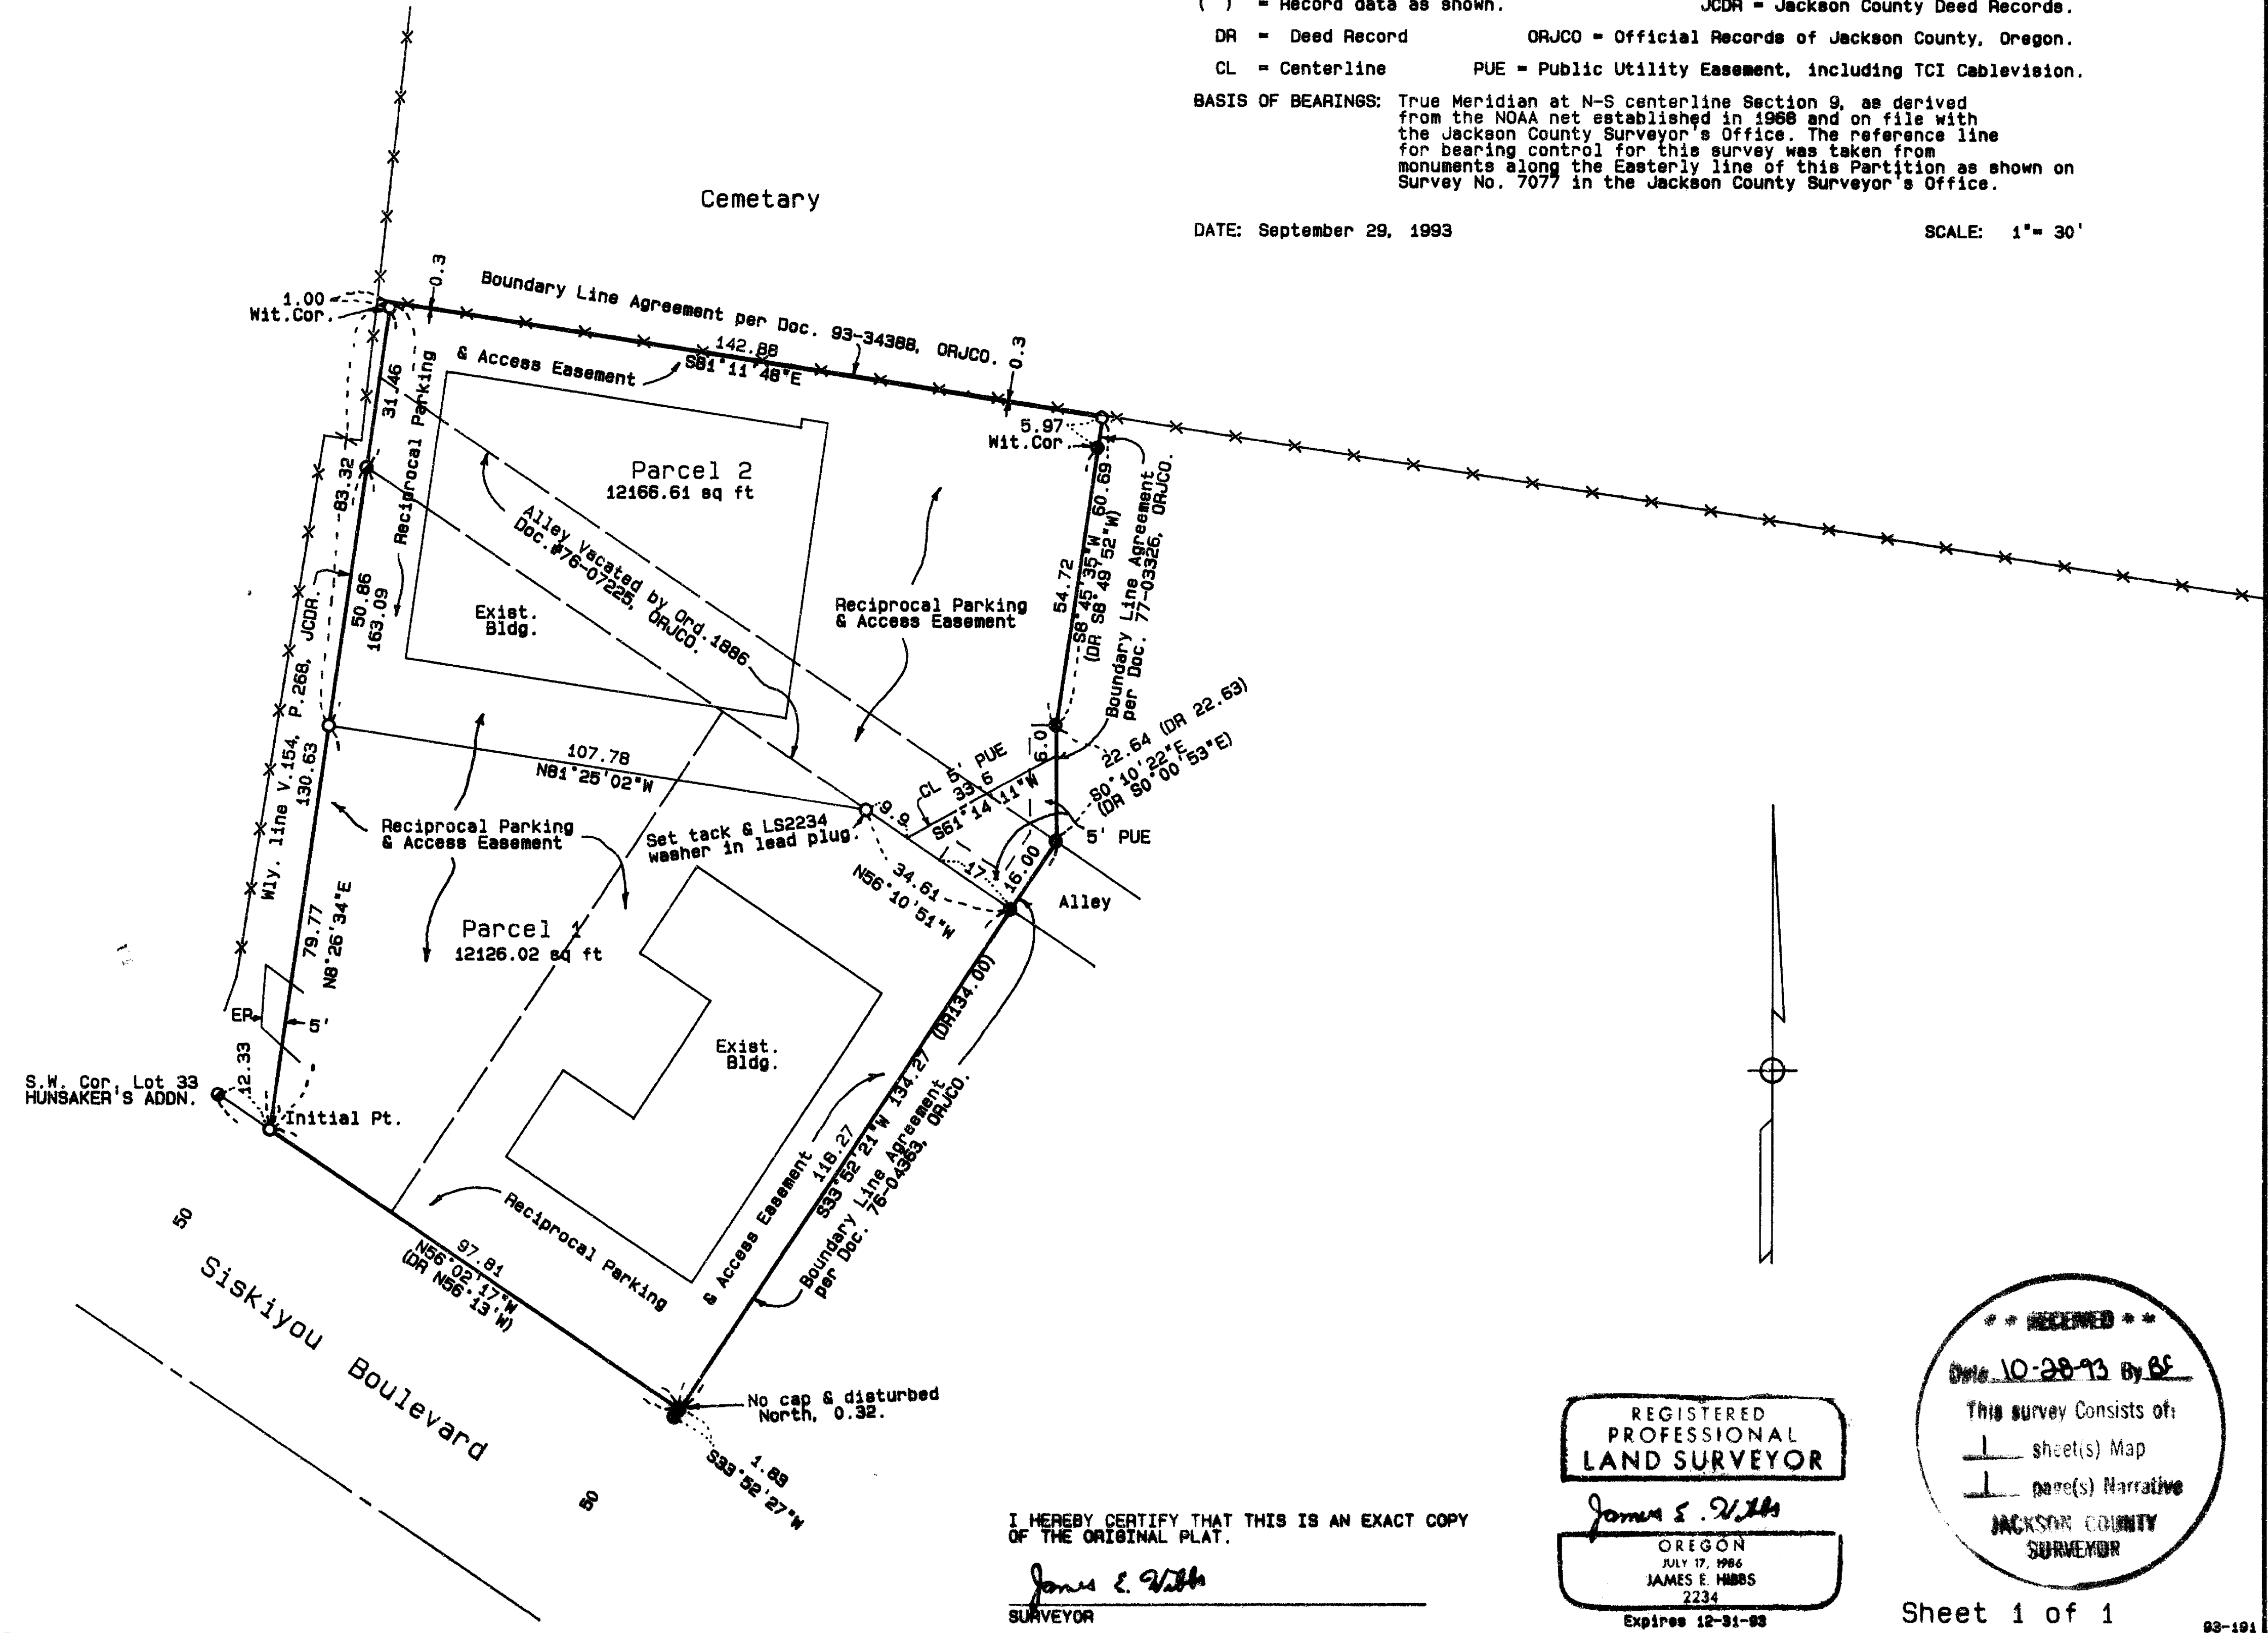 ( ) = Record data as shown. JCDR = Jackson County Deed Records.
DR = Deed Record ORJCO = Official Records of Jackson County, Oregon.
CL = Centerline PUE = Public Utility Easement, including TCI Cablevision.
BASIS OF BEARINGS: True Meridian at N-S centerline Section 9, as derived
from the NOAA net established in 1968 and on file with
the Jackson County Surveyor's Office. The reference line
for bearing control for this survey was taken from
monuments along the Easterly line of this Partition as shown on
Survey No. 7077 in the Jackson County Surveyor's Office.
DATE: September 29, 1993 SCALE: 1"= 30'
Cemetary
0.3
1.00
Wit.Cor.
Boundary Line Agreement per Doc. 93-34388, ORJCO.
142.88
S81°11'48"E
0.3
& Access Easement
Reciprocal Parking
31.46
5.97
Wit.Cor.
Parcel 2
12166.61 sq ft
83.32
60.69
S8°45'35"W
(DR S8°49'52"W)
54.72
Boundary Line Agreement
per Doc. 77-03326, ORJCO.
Alley Vacated by Ord.1886
Doc.#76-07225, ORJCO.
50.86
163.09
Exist.
Bldg.
Reciprocal Parking
& Access Easement
Wly. line V.154, P.268, JCDR.
130.63
107.78
N81°25'02"W
CL 5' PUE
33.6
S61°14'11"W
6.0
22.64 (DR 22.63)
S0°10'22"E
(DR S0°00'53"E)
9.9
5' PUE
Reciprocal Parking
& Access Easement
Set tack & LS2234
washer in lead plug.
17
16.00
34.61
N56°10'51"W
Alley
79.77
N8°26'34"E
Parcel 1
12126.02 sq ft
EP
5'
Exist.
Bldg.
12.33
S.W. Cor. Lot 33
HUNSAKER'S ADDN.
Initial Pt.
118.27
S33°52'21"W 134.27 (DR134.00)
Boundary Line Agreement
per Doc. 76-04363, ORJCO.
Reciprocal Parking
& Access Easement
97.81
N56°02'17"W
(DR N56°13'W)
50
Siskiyou Boulevard
50
No cap & disturbed
North, 0.32.
1.83
S33°52'27"W
I HEREBY CERTIFY THAT THIS IS AN EXACT COPY
OF THE ORIGINAL PLAT.
James E. Hibbs
SURVEYOR
REGISTERED
PROFESSIONAL
LAND SURVEYOR
James E. Hibbs
OREGON
JULY 17, 1986
JAMES E. HIBBS
2234
Expires 12-31-93
* * RECEIVED * *
Date 10-28-93 By BC
This survey Consists of:
1 sheet(s) Map
1 page(s) Narrative
JACKSON COUNTY
SURVEYOR
Sheet 1 of 1
93-191